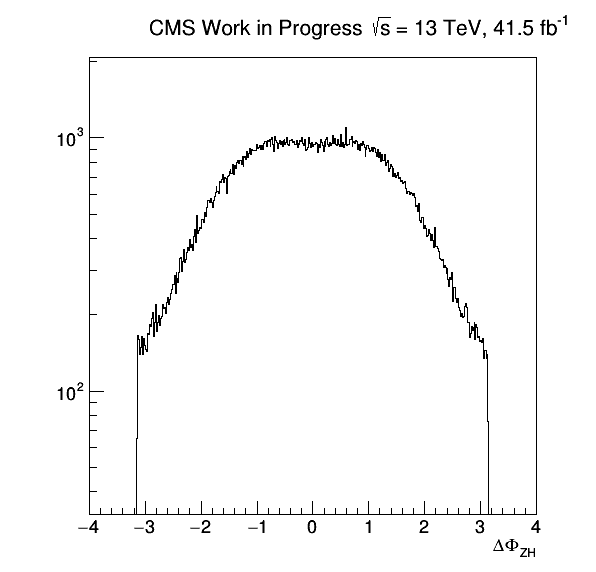 CMS Work in Progress √s = 13 TeV, 41.5 fb⁻¹
10³
10²
−4 −3 −2 −1 0 1 2 3 4
ΔΦ_ZH